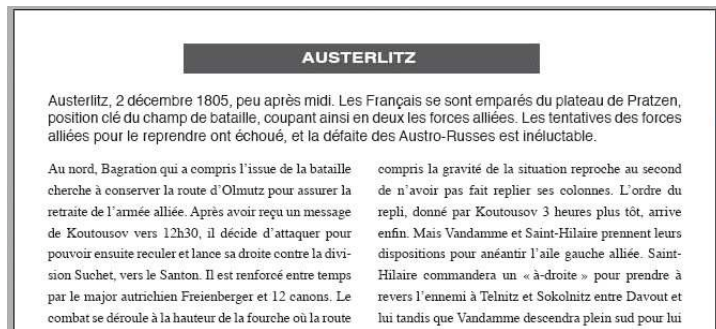 AUSTERLITZ
Austerlitz, 2 décembre 1805, peu après midi. Les Français se sont emparés du plateau de Pratzen,
position clé du champ de bataille, coupant ainsi en deux les forces alliées. Les tentatives des forces
alliées pour le reprendre ont échoué, et la défaite des Austro-Russes est inéluctable.
Au nord, Bagration qui a compris l'issue de la bataille
cherche à conserver la route d'Olmutz pour assurer la
retraite de l'armée alliée. Après avoir reçu un message
de Koutousov vers 12h30, il décide d'attaquer pour
pouvoir ensuite reculer et lance sa droite contre la divi-
sion Suchet, vers le Santon. Il est renforcé entre temps
par le major autrichien Freienberger et 12 canons. Le
combat se déroule à la hauteur de la fourche où la route
compris la gravité de la situation reproche au second
de n'avoir pas fait replier ses colonnes. L'ordre du
repli, donné par Koutousov 3 heures plus tôt, arrive
enfin. Mais Vandamme et Saint-Hilaire prennent leurs
dispositions pour anéantir l'aile gauche alliée. Saint-
Hilaire commandera un « à-droite » pour prendre à
revers l'ennemi à Telnitz et Sokolnitz entre Davout et
lui tandis que Vandamme descendra plein sud pour lui